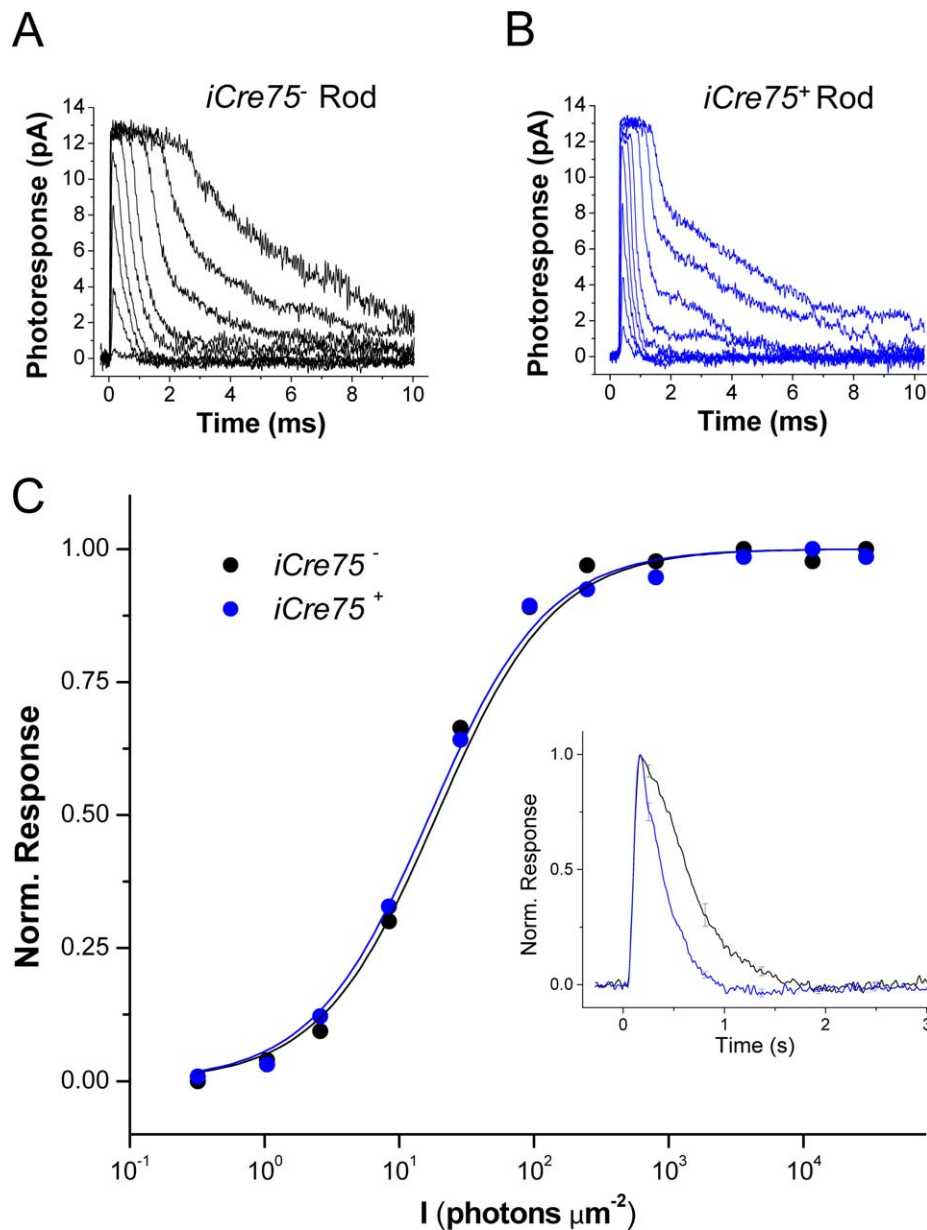 A
iCre75- Rod
14
12
10
8
6
4
2
0
Photoresponse (pA)
0 2 4 6 8 10
Time (ms)
B
iCre75+ Rod
14
12
10
8
6
4
2
0
Photoresponse (pA)
0 2 4 6 8 10
Time (ms)
C
iCre75 -
iCre75 +
1.00
0.75
0.50
0.25
0.00
Norm. Response
10-1 100 101 102 103 104
I (photons μm-2)
1.0
0.5
0.0
Norm. Response
0 1 2 3
Time (s)